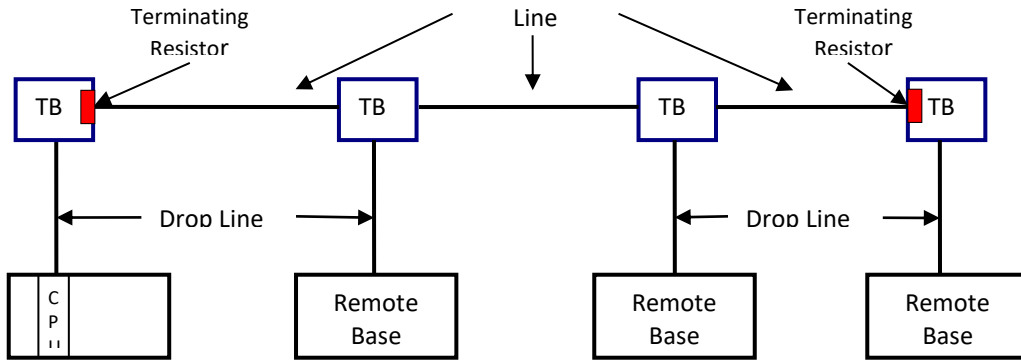 Terminating
Resistor
Line
Terminating
Resistor
TB
TB
TB
TB
Drop Line
Drop Line
C
P
U
Remote
Base
Remote
Base
Remote
Base